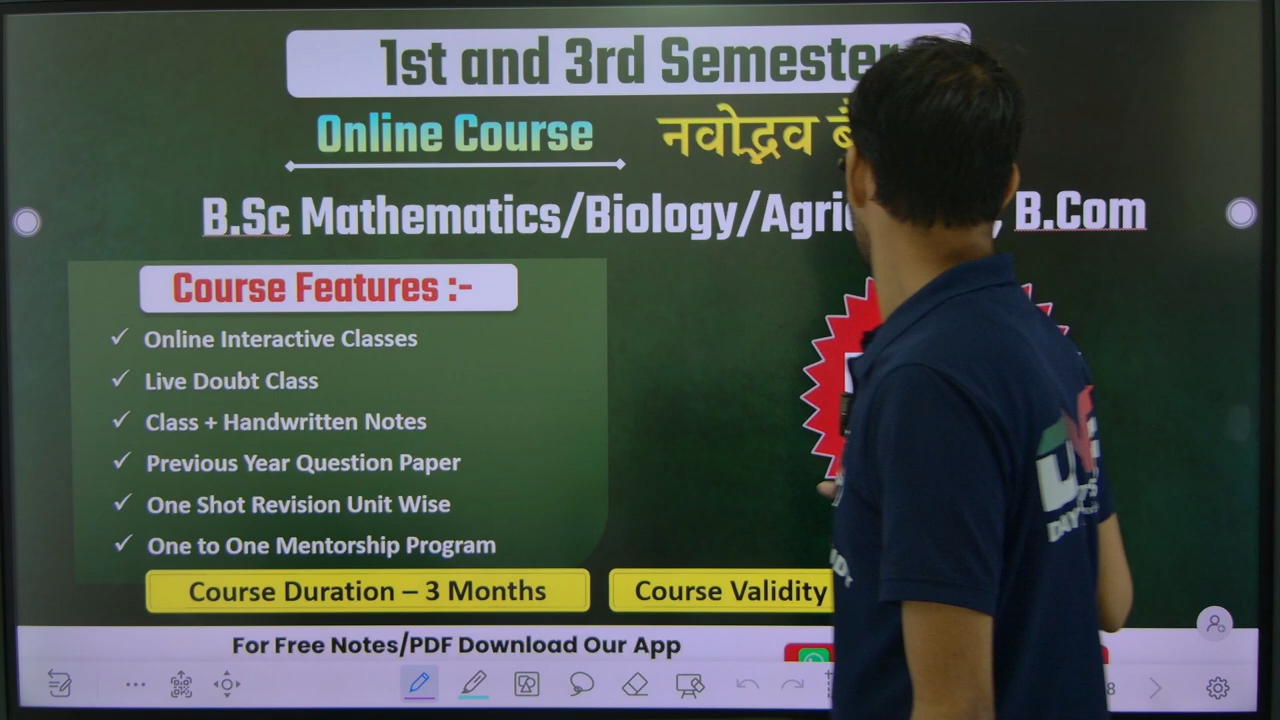 1st and 3rd Semester
Online Course नवोद्भव
B.Sc Mathematics/Biology/ B.Com
Course Features :-
✓ Online Interactive Classes
✓ Live Doubt Class
✓ Class + Handwritten Notes
✓ Previous Year Question Paper
✓ One Shot Revision Unit Wise
✓ One to One Mentorship Program
Course Duration – 3 Months
Course Validity
For Free Notes/PDF Download Our App